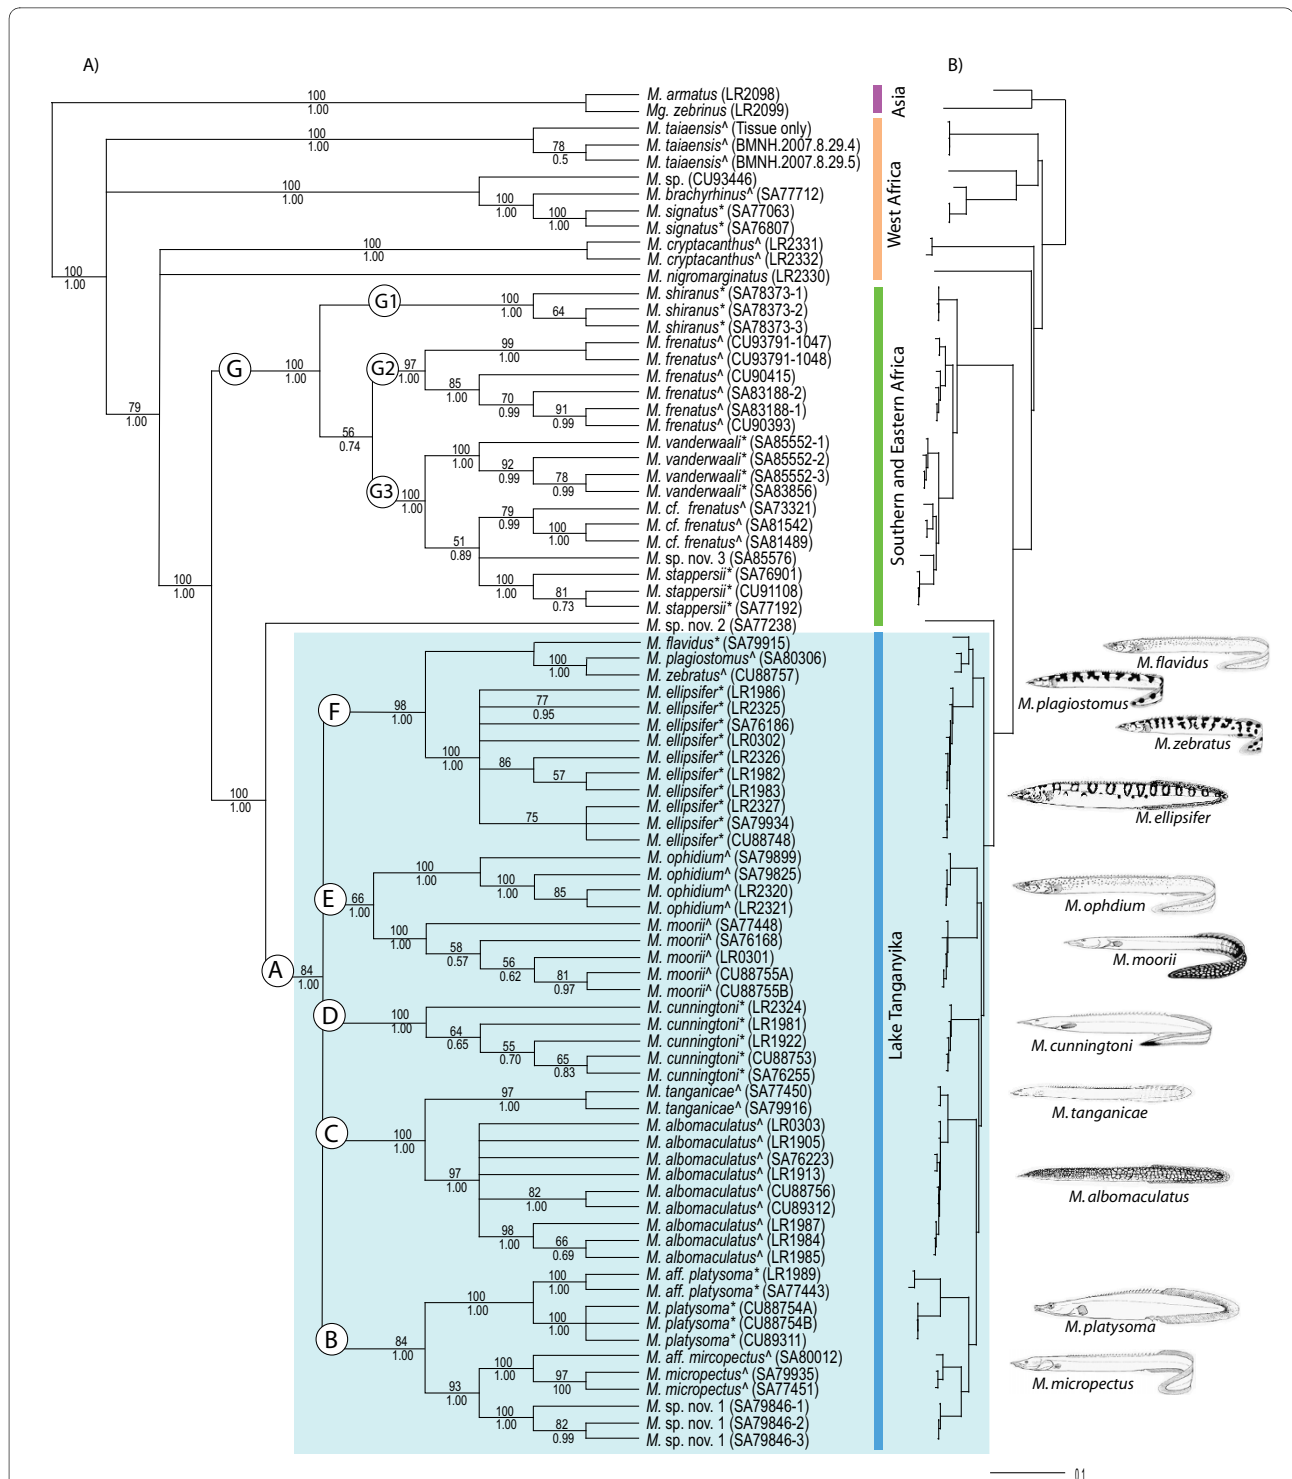 A)
B)
100
1.00
M. armatus (LR2098)
Mg. zebrinus (LR2099)
Asia
100
1.00
M. taiaensis^ (Tissue only)
78
0.5
M. taiaensis^ (BMNH.2007.8.29.4)
M. taiaensis^ (BMNH.2007.8.29.5)
100
1.00
M. sp. (CU93446)
100
1.00
M. brachyrhinus^ (SA77712)
100
1.00
M. signatus* (SA77063)
M. signatus* (SA76807)
West Africa
100
1.00
M. cryptacanthus^ (LR2331)
M. cryptacanthus^ (LR2332)
100
1.00
M. nigromarginatus (LR2330)
G1
100
1.00
M. shiranus* (SA78373-1)
64
M. shiranus* (SA78373-2)
M. shiranus* (SA78373-3)
G
100
1.00
G2
97
1.00
99
1.00
M. frenatus^ (CU93791-1047)
M. frenatus^ (CU93791-1048)
85
1.00
M. frenatus^ (CU90415)
70
0.99
M. frenatus^ (SA83188-2)
91
0.99
M. frenatus^ (SA83188-1)
M. frenatus^ (CU90393)
79
1.00
56
0.74
100
1.00
M. vanderwaali* (SA85552-1)
92
0.99
M. vanderwaali* (SA85552-2)
78
0.99
M. vanderwaali* (SA85552-3)
M. vanderwaali* (SA83856)
G3
100
1.00
79
0.99
M. cf. frenatus^ (SA73321)
100
1.00
M. cf. frenatus^ (SA81542)
M. cf. frenatus^ (SA81489)
51
0.89
M. sp. nov. 3 (SA85576)
100
1.00
M. stappersii* (SA76901)
81
0.73
M. stappersii* (CU91108)
M. stappersii* (SA77192)
Southern and Eastern Africa
100
1.00
M. sp. nov. 2 (SA77238)
M. flavidus* (SA79915)
100
1.00
M. plagiostomus^ (SA80306)
M. zebratus^ (CU88757)
F
98
1.00
M. ellipsifer* (LR1986)
77
0.95
M. ellipsifer* (LR2325)
M. ellipsifer* (SA76186)
M. ellipsifer* (LR0302)
100
1.00
86
M. ellipsifer* (LR2326)
57
M. ellipsifer* (LR1982)
M. ellipsifer* (LR1983)
100
1.00
75
M. ellipsifer* (LR2327)
M. ellipsifer* (SA79934)
M. ellipsifer* (CU88748)
100
1.00
M. ophidium^ (SA79899)
100
1.00
M. ophidium^ (SA79825)
85
M. ophidium^ (LR2320)
M. ophidium^ (LR2321)
E
66
1.00
100
1.00
M. moorii^ (SA77448)
58
0.57
M. moorii^ (SA76168)
56
0.62
M. moorii^ (LR0301)
81
0.97
M. moorii^ (CU88755A)
M. moorii^ (CU88755B)
A
84
1.00
D
100
1.00
M. cunningtoni* (LR2324)
64
0.65
M. cunningtoni* (LR1981)
55
0.70
M. cunningtoni* (LR1922)
65
0.83
M. cunningtoni* (CU88753)
M. cunningtoni* (SA76255)
Lake Tanganyika
97
1.00
M. tanganicae^ (SA77450)
M. tanganicae^ (SA79916)
C
100
1.00
M. albomaculatus^ (LR0303)
M. albomaculatus^ (LR1905)
M. albomaculatus^ (SA76223)
97
1.00
M. albomaculatus^ (LR1913)
82
1.00
M. albomaculatus^ (CU88756)
M. albomaculatus^ (CU89312)
98
1.00
M. albomaculatus^ (LR1987)
66
0.69
M. albomaculatus^ (LR1984)
M. albomaculatus^ (LR1985)
100
1.00
M. aff. platysoma* (LR1989)
M. aff. platysoma* (SA77443)
100
1.00
100
1.00
M. platysoma* (CU88754A)
M. platysoma* (CU88754B)
M. platysoma* (CU89311)
B
84
1.00
100
1.00
M. aff. mircopectus^ (SA80012)
97
100
M. micropectus^ (SA79935)
M. micropectus^ (SA77451)
93
1.00
100
1.00
M. sp. nov. 1 (SA79846-1)
82
0.99
M. sp. nov. 1 (SA79846-2)
M. sp. nov. 1 (SA79846-3)
M. flavidus
M. plagiostomus
M. zebratus
M. ellipsifer
M. ophdium
M. moorii
M. cunningtoni
M. tanganicae
M. albomaculatus
M. platysoma
M. micropectus
0.1